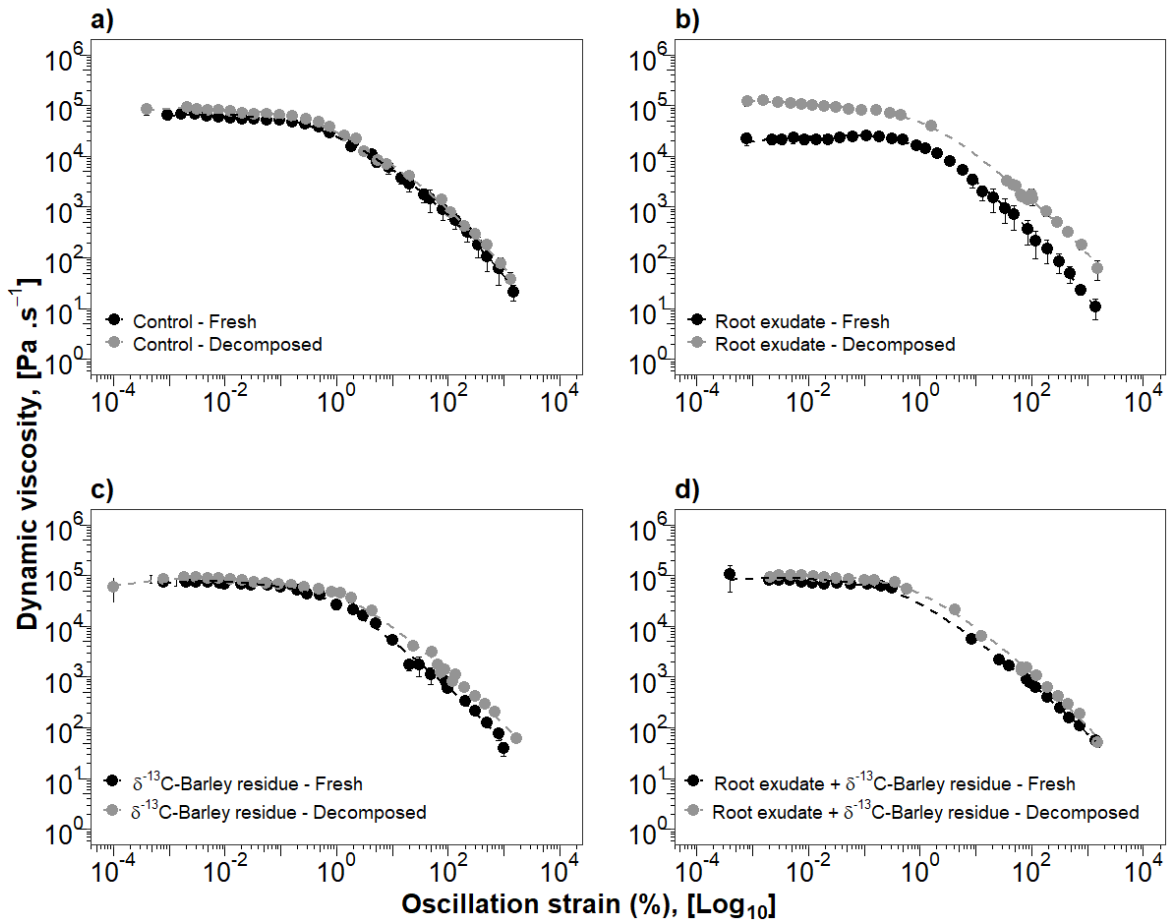 a)
10⁶
10⁵
10⁴
10³
10²
10¹
10⁰
Control - Fresh
Control - Decomposed
10⁻⁴ 10⁻² 10⁰ 10² 10⁴
b)
10⁶
10⁵
10⁴
10³
10²
10¹
10⁰
Root exudate - Fresh
Root exudate - Decomposed
10⁻⁴ 10⁻² 10⁰ 10² 10⁴
Dynamic viscosity, [Pa .s⁻¹]
c)
10⁶
10⁵
10⁴
10³
10²
10¹
10⁰
δ⁻¹³C-Barley residue - Fresh
δ⁻¹³C-Barley residue - Decomposed
10⁻⁴ 10⁻² 10⁰ 10² 10⁴
d)
10⁶
10⁵
10⁴
10³
10²
10¹
10⁰
Root exudate + δ⁻¹³C-Barley residue - Fresh
Root exudate + δ⁻¹³C-Barley residue - Decomposed
10⁻⁴ 10⁻² 10⁰ 10² 10⁴
Oscillation strain (%), [Log₁₀]